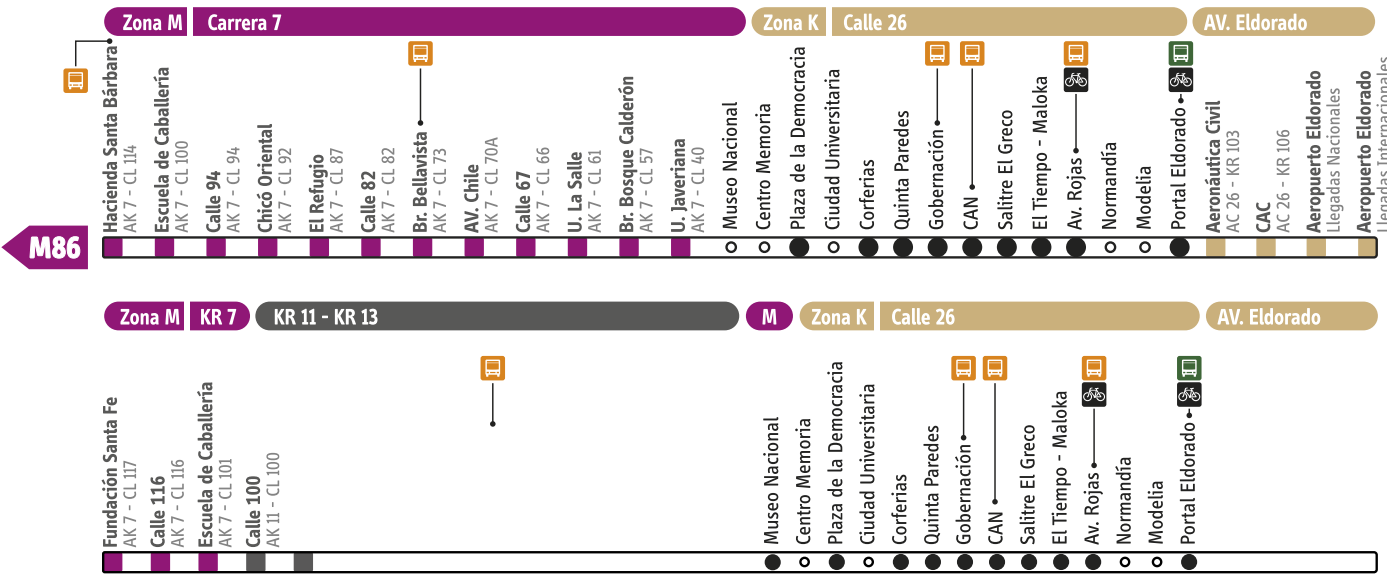 Zona M
Carrera 7
Zona K
Calle 26
AV. Eldorado
M86
Hacienda Santa Bárbara
AK 7 - CL 114
Escuela de Caballería
AK 7 - CL 100
Calle 94
AK 7 - CL 94
Chicó Oriental
AK 7 - CL 92
El Refugio
AK 7 - CL 87
Calle 82
AK 7 - CL 82
Br. Bellavista
AK 7 - CL 73
AV. Chile
AK 7 - CL 70A
Calle 67
AK 7 - CL 66
U. La Salle
AK 7 - CL 61
Br. Bosque Calderón
AK 7 - CL 57
U. Javeriana
AK 7 - CL 40
Museo Nacional
Centro Memoria
Plaza de la Democracia
Ciudad Universitaria
Corferias
Quinta Paredes
Gobernación
CAN
Salitre El Greco
El Tiempo - Maloka
Av. Rojas
Normandía
Modelia
Portal Eldorado
Aeronáutica Civil
AC 26 - KR 103
CAC
AC 26 - KR 106
Aeropuerto Eldorado
Llegadas Nacionales
Aeropuerto Eldorado
Llegadas Internacionales
Zona M
KR 7
KR 11 - KR 13
M
Zona K
Calle 26
AV. Eldorado
Fundación Santa Fe
AK 7 - CL 117
Calle 116
AK 7 - CL 116
Escuela de Caballería
AK 7 - CL 101
Calle 100
AK 11 - CL 100
Museo Nacional
Centro Memoria
Plaza de la Democracia
Ciudad Universitaria
Corferias
Quinta Paredes
Gobernación
CAN
Salitre El Greco
El Tiempo - Maloka
Av. Rojas
Normandía
Modelia
Portal Eldorado